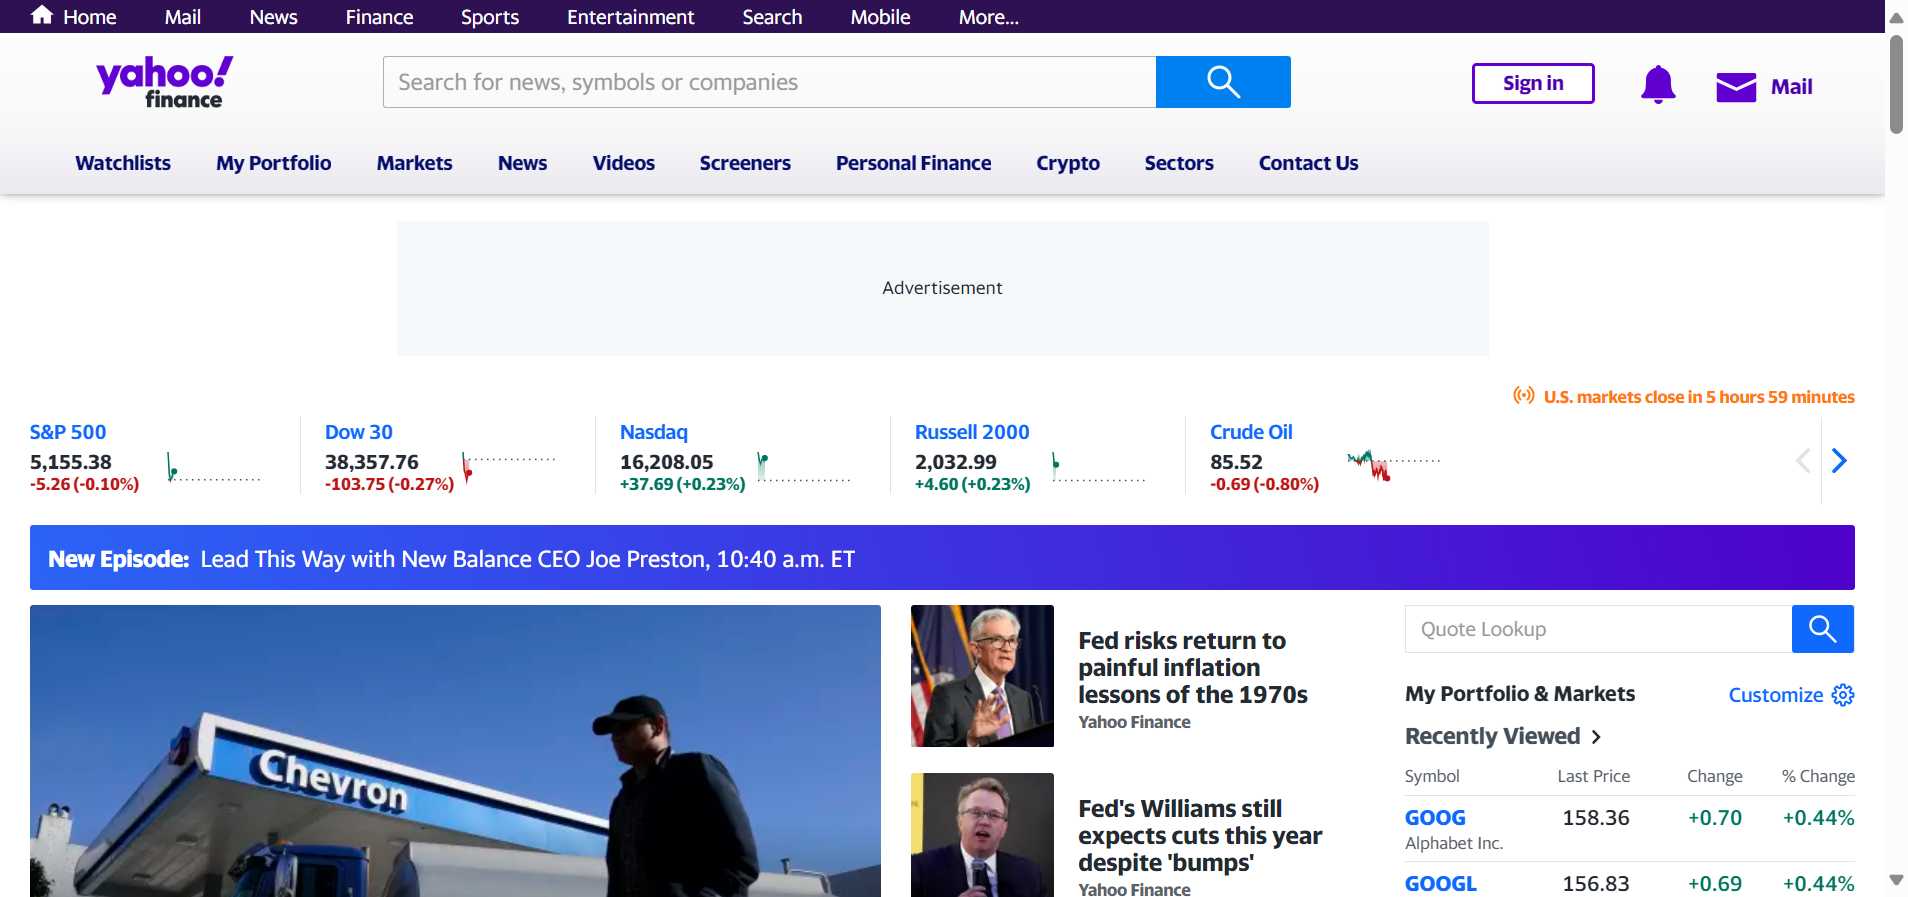 Home Mail News Finance Sports Entertainment Search Mobile More...
yahoo!
finance
Search for news, symbols or companies
Sign in
Mail
Watchlists My Portfolio Markets News Videos Screeners Personal Finance Crypto Sectors Contact Us
Advertisement
U.S. markets close in 5 hours 59 minutes
S&P 500
5,155.38
-5.26 (-0.10%)
Dow 30
38,357.76
-103.75 (-0.27%)
Nasdaq
16,208.05
+37.69 (+0.23%)
Russell 2000
2,032.99
+4.60 (+0.23%)
Crude Oil
85.52
-0.69 (-0.80%)
New Episode: Lead This Way with New Balance CEO Joe Preston, 10:40 a.m. ET
Chevron
Fed risks return to
painful inflation
lessons of the 1970s
Yahoo Finance
Fed's Williams still
expects cuts this year
despite 'bumps'
Yahoo Finance
Quote Lookup
My Portfolio & Markets
Customize
Recently Viewed
Symbol Last Price Change % Change
GOOG 158.36 +0.70 +0.44%
Alphabet Inc.
GOOGL 156.83 +0.69 +0.44%